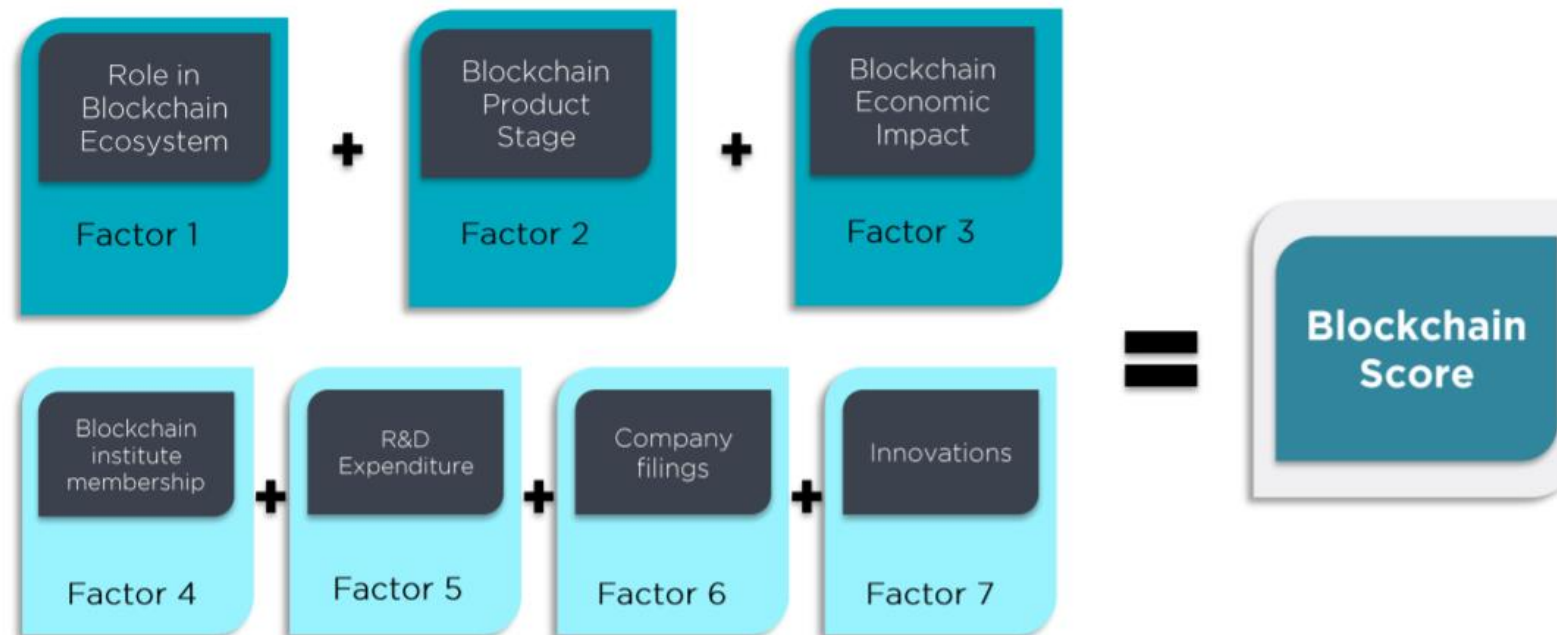 Role in
Blockchain
Ecosystem
Factor 1
+
Blockchain
Product
Stage
Factor 2
+
Blockchain
Economic
Impact
Factor 3
Blockchain
institute
membership
Factor 4
+
R&D
Expenditure
Factor 5
+
Company
filings
Factor 6
+
Innovations
Factor 7
=
Blockchain
Score